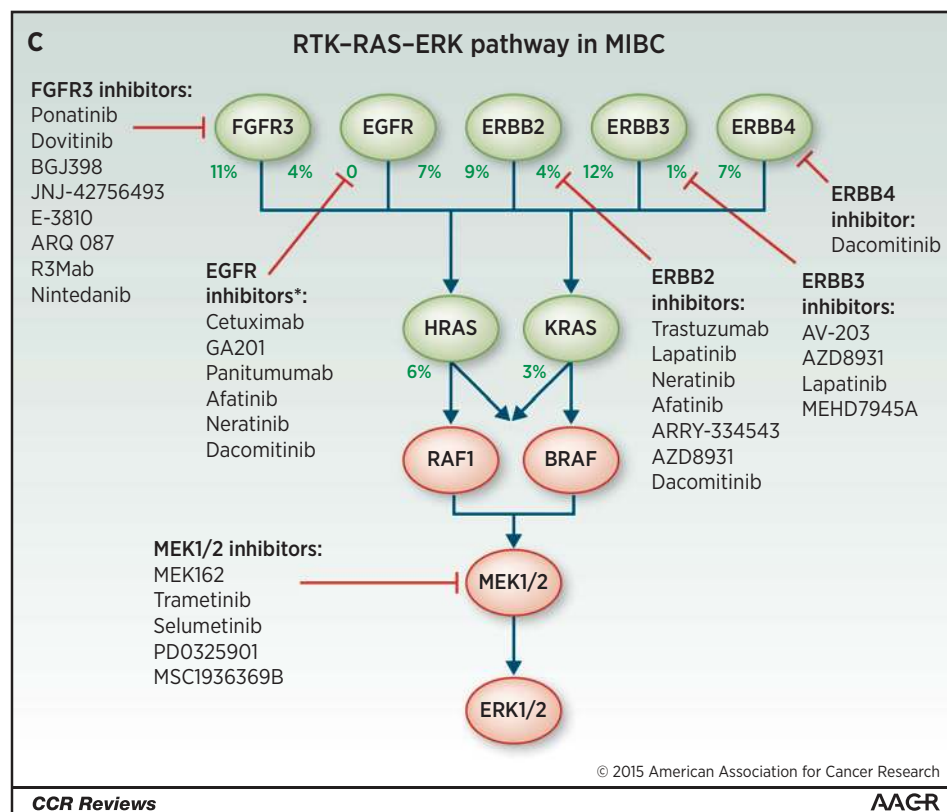 C
RTK–RAS–ERK pathway in MIBC
FGFR3 inhibitors:
Ponatinib
Dovitinib
BGJ398
JNJ-42756493
E-3810
ARQ 087
R3Mab
Nintedanib
FGFR3
EGFR
ERBB2
ERBB3
ERBB4
11% 4% 0 7% 9% 4% 12% 1% 7%
ERBB4
inhibitor:
Dacomitinib
EGFR
inhibitors*:
Cetuximab
GA201
Panitumumab
Afatinib
Neratinib
Dacomitinib
ERBB2
inhibitors:
Trastuzumab
Lapatinib
Neratinib
Afatinib
ARRY-334543
AZD8931
Dacomitinib
ERBB3
inhibitors:
AV-203
AZD8931
Lapatinib
MEHD7945A
HRAS
KRAS
6% 3%
RAF1
BRAF
MEK1/2 inhibitors:
MEK162
Trametinib
Selumetinib
PD0325901
MSC1936369B
MEK1/2
ERK1/2
© 2015 American Association for Cancer Research
CCR Reviews
AACR